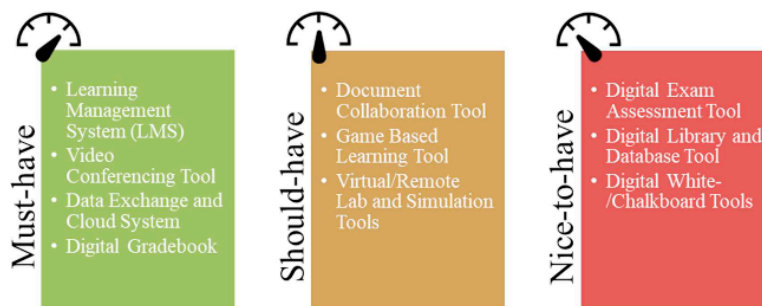 Must-have
• Learning
Management
System (LMS)
• Video
Conferencing Tool
• Data Exchange and
Cloud System
• Digital Gradebook
Should-have
• Document
Collaboration Tool
• Game Based
Learning Tool
• Virtual/Remote
Lab and Simulation
Tools
Nice-to-have
• Digital Exam
Assessment Tool
• Digital Library and
Database Tool
• Digital White-
/Chalkboard Tools